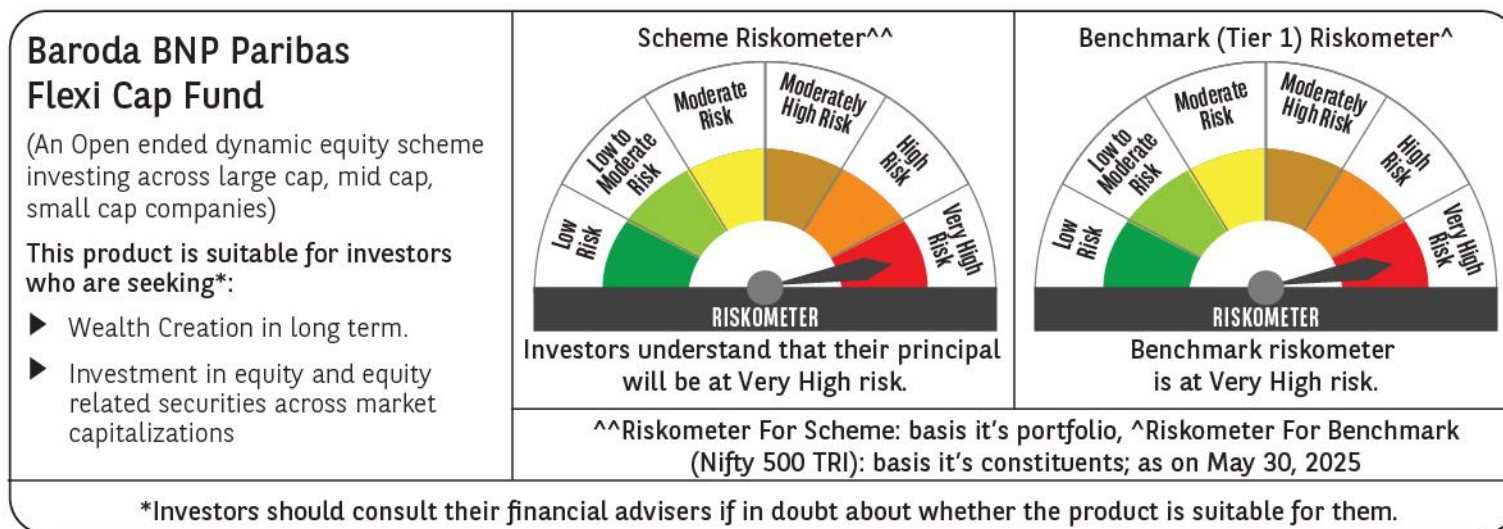 Baroda BNP Paribas
Flexi Cap Fund
(An Open ended dynamic equity scheme
investing across large cap, mid cap,
small cap companies)
This product is suitable for investors
who are seeking*:
▶ Wealth Creation in long term.
▶ Investment in equity and equity
related securities across market
capitalizations
Scheme Riskometer^^
Low
Risk
Low to
Moderate
Risk
Moderate
Risk
Moderately
High Risk
High
Risk
Very High
Risk
RISKOMETER
Investors understand that their principal
will be at Very High risk.
Benchmark (Tier 1) Riskometer^
Low
Risk
Low to
Moderate
Risk
Moderate
Risk
Moderately
High Risk
High
Risk
Very High
Risk
RISKOMETER
Benchmark riskometer
is at Very High risk.
^^Riskometer For Scheme: basis it's portfolio, ^Riskometer For Benchmark
(Nifty 500 TRI): basis it's constituents; as on May 30, 2025
*Investors should consult their financial advisers if in doubt about whether the product is suitable for them.